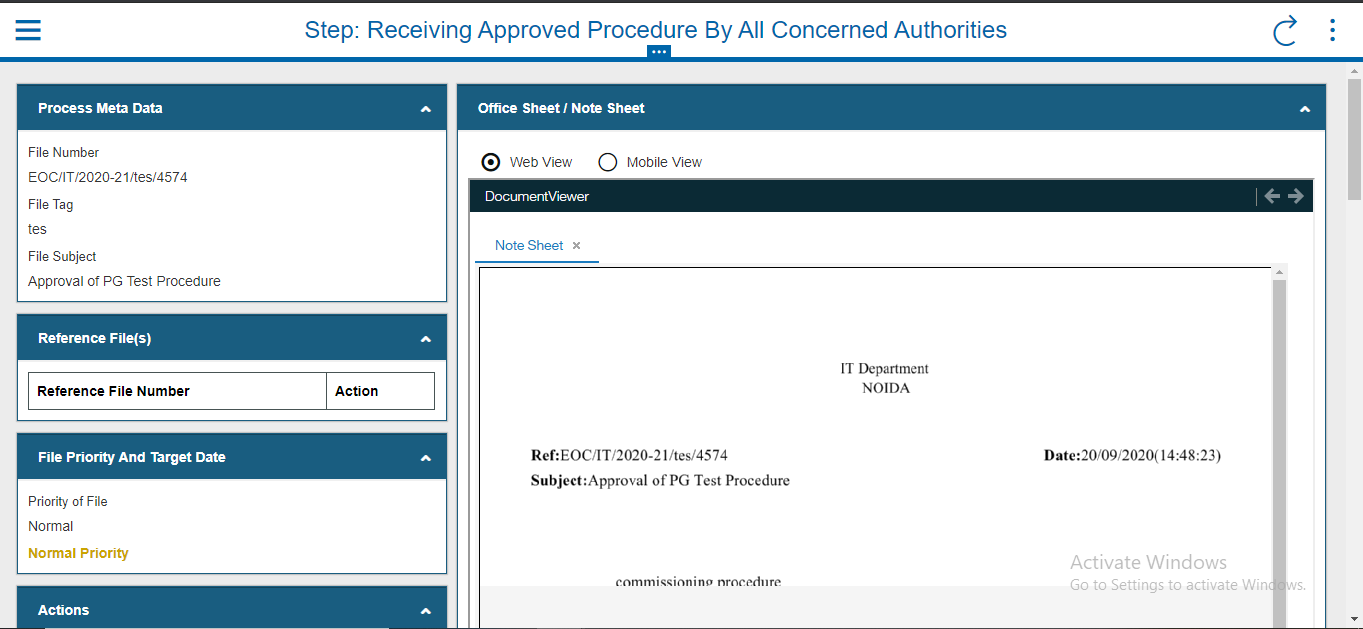 Step: Receiving Approved Procedure By All Concerned Authorities
Process Meta Data
File Number
EOC/IT/2020-21/tes/4574
File Tag
tes
File Subject
Approval of PG Test Procedure
Reference File(s)
Reference File Number Action
File Priority And Target Date
Priority of File
Normal
Normal Priority
Actions
Office Sheet / Note Sheet
Web View Mobile View
DocumentViewer
Note Sheet ×
IT Department
NOIDA
Ref:EOC/IT/2020-21/tes/4574 Date:20/09/2020(14:48:23)
Subject:Approval of PG Test Procedure
commissioning procedure
Activate Windows
Go to Settings to activate Windows.